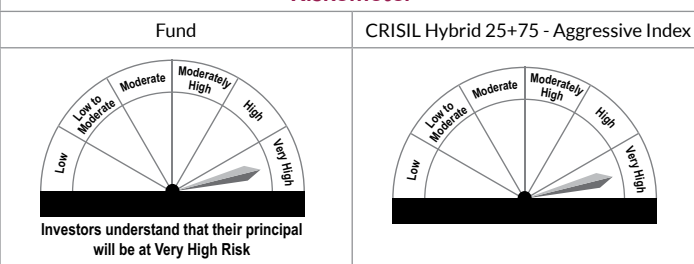 Fund
CRISIL Hybrid 25+75 - Aggressive Index
Low
Low to
Moderate
Moderate
Moderately
High
High
Very High
Investors understand that their principal
will be at Very High Risk
Low
Low to
Moderate
Moderate
Moderately
High
High
Very High